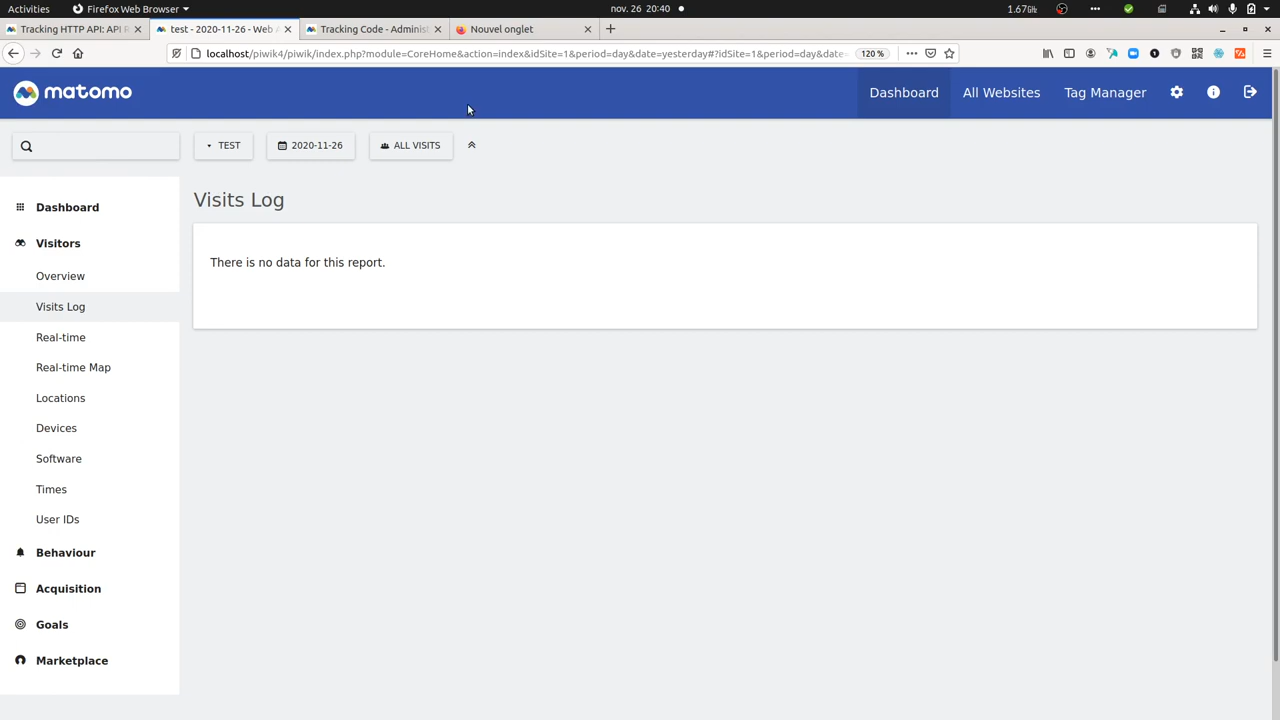 Activities
Firefox Web Browser
nov. 26 20:40
Tracking HTTP API: API R
test - 2020-11-26 - Web A
Tracking Code - Administ
Nouvel onglet
localhost/piwik4/piwik/index.php?module=CoreHome&action=index&idSite=1&period=day&date=yesterday#?idSite=1&period=day&date=
120 %
matomo
Dashboard
All Websites
Tag Manager
TEST
2020-11-26
ALL VISITS
Dashboard
Visitors
Overview
Visits Log
Real-time
Real-time Map
Locations
Devices
Software
Times
User IDs
Behaviour
Acquisition
Goals
Marketplace
Visits Log
There is no data for this report.